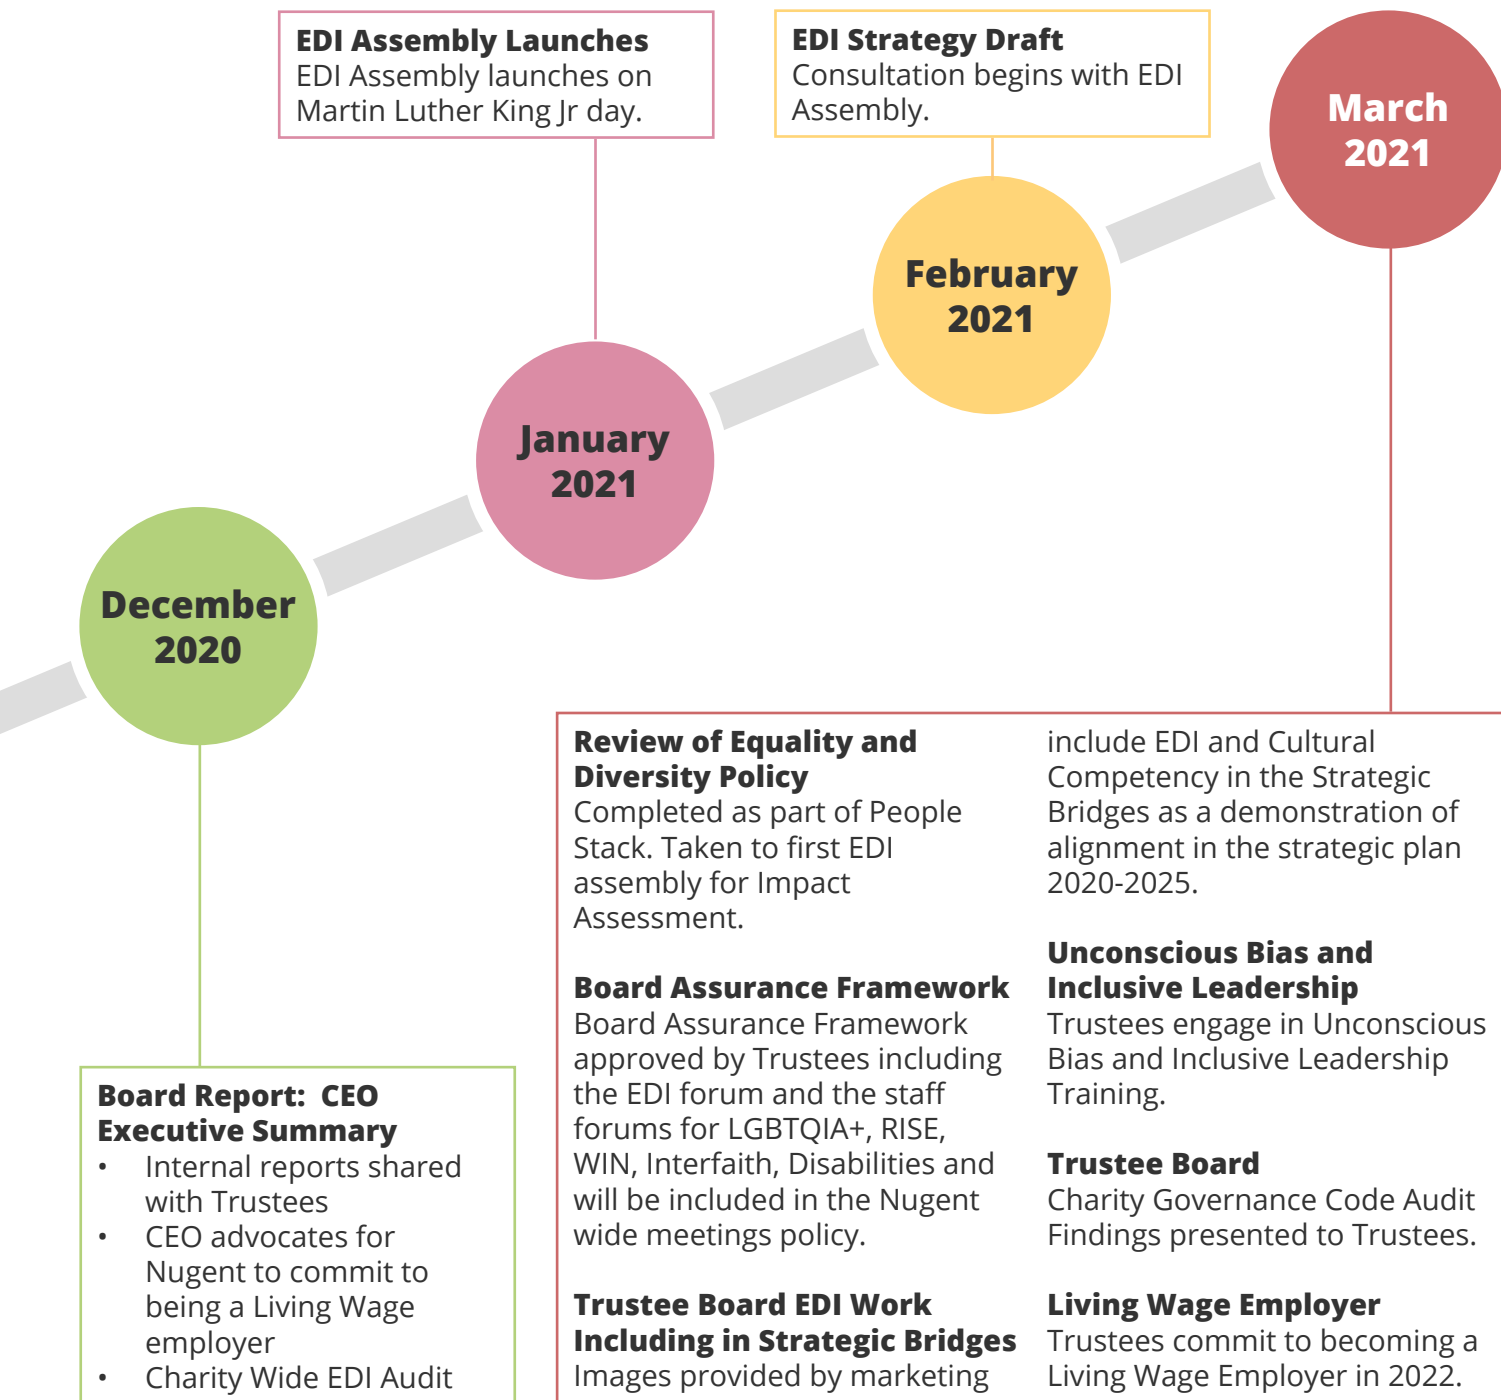 EDI Assembly Launches
EDI Assembly launches on
Martin Luther King Jr day.
EDI Strategy Draft
Consultation begins with EDI
Assembly.
March
2021
February
2021
January
2021
December
2020
Board Report:  CEO
Executive Summary
• Internal reports shared
with Trustees
• CEO advocates for
Nugent to commit to
being a Living Wage
employer
• Charity Wide EDI Audit
Review of Equality and
Diversity Policy
Completed as part of People
Stack. Taken to first EDI
assembly for Impact
Assessment.
Board Assurance Framework
Board Assurance Framework
approved by Trustees including
the EDI forum and the staff
forums for LGBTQIA+, RISE,
WIN, Interfaith, Disabilities and
will be included in the Nugent
wide meetings policy.
Trustee Board EDI Work
Including in Strategic Bridges
Images provided by marketing
include EDI and Cultural
Competency in the Strategic
Bridges as a demonstration of
alignment in the strategic plan
2020-2025.
Unconscious Bias and
Inclusive Leadership
Trustees engage in Unconscious
Bias and Inclusive Leadership
Training.
Trustee Board
Charity Governance Code Audit
Findings presented to Trustees.
Living Wage Employer
Trustees commit to becoming a
Living Wage Employer in 2022.